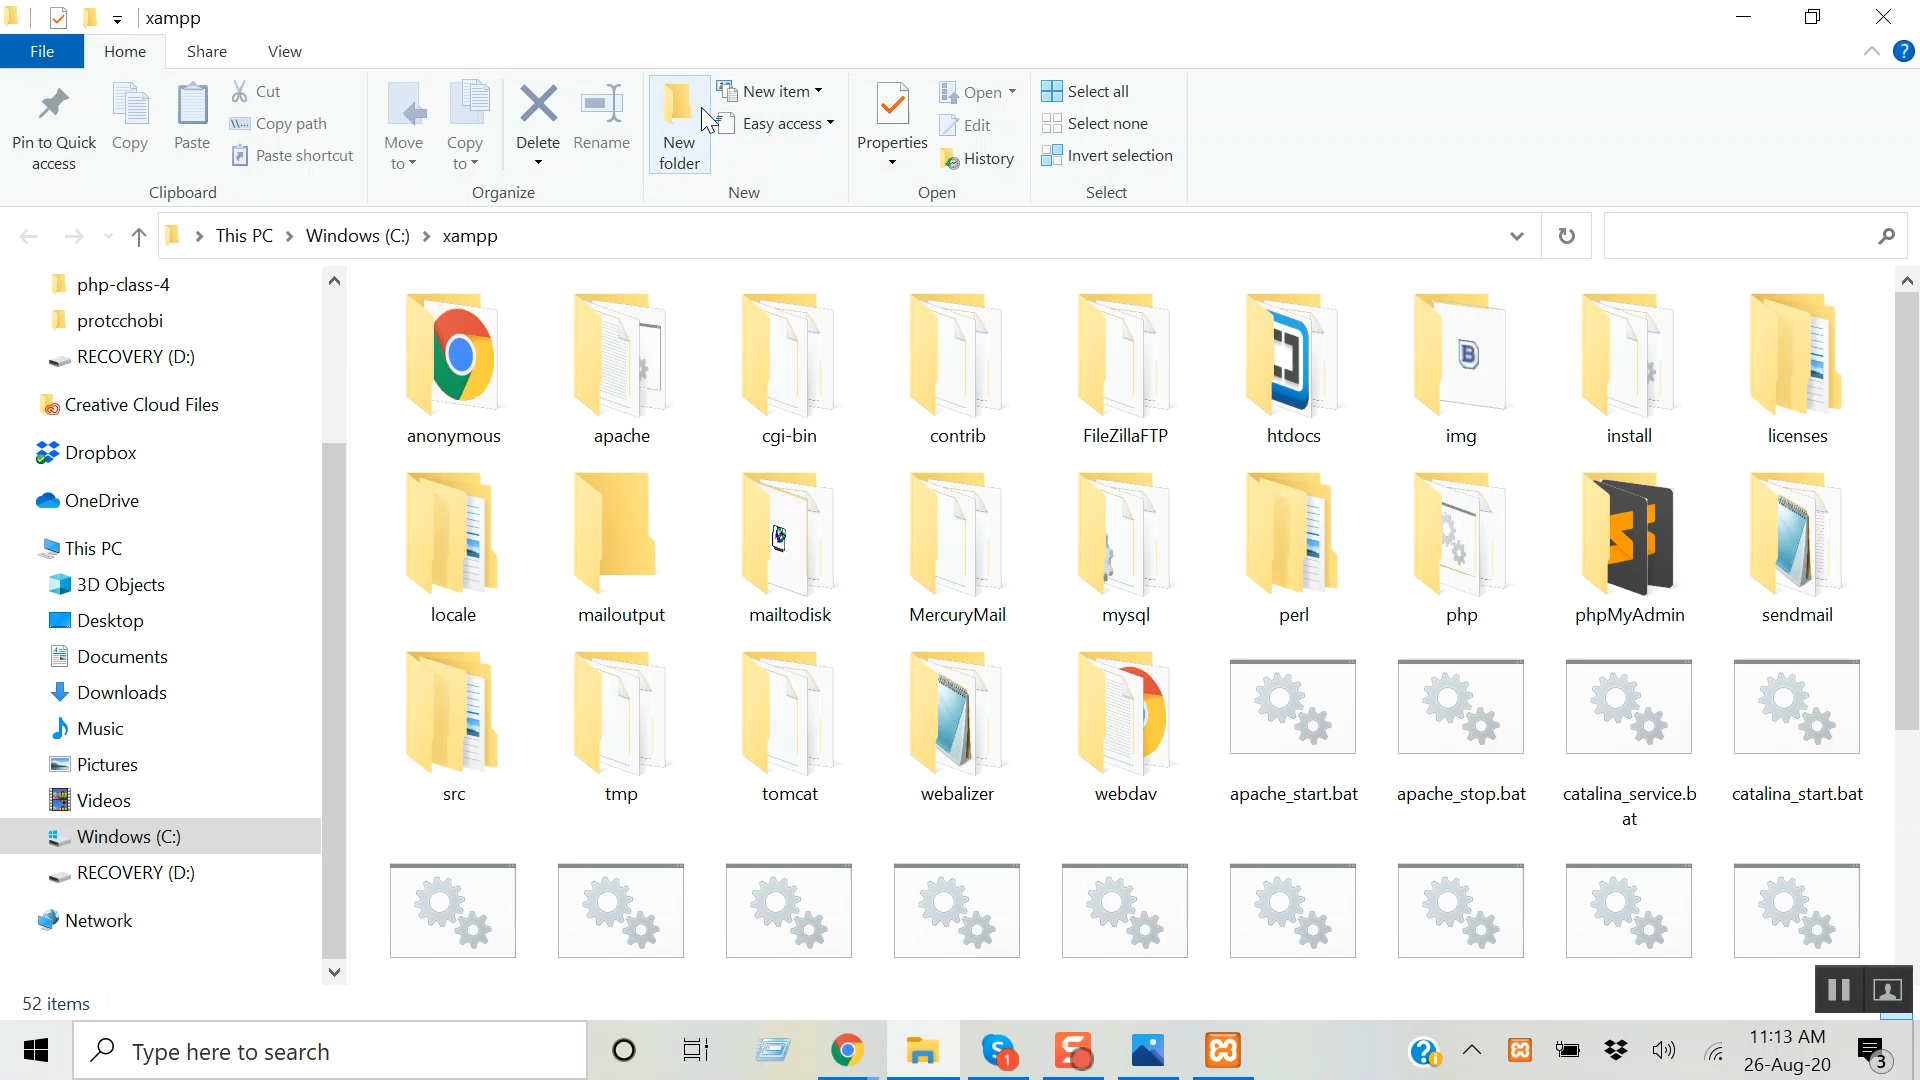 xampp
File
Home
Share
View
?
Pin to Quick
access
Copy
Paste
Cut
Copy path
Paste shortcut
Clipboard
Move
to
Copy
to
Delete
Rename
Organize
New
folder
New item
Easy access
New
Properties
Open
Edit
History
Open
Select all
Select none
Invert selection
Select
This PC
Windows (C:)
xampp
php-class-4
protcchobi
RECOVERY (D:)
Creative Cloud Files
Dropbox
OneDrive
This PC
3D Objects
Desktop
Documents
Downloads
Music
Pictures
Videos
Windows (C:)
RECOVERY (D:)
Network
anonymous
apache
cgi-bin
contrib
FileZillaFTP
htdocs
img
install
licenses
locale
mailoutput
mailtodisk
MercuryMail
mysql
perl
php
phpMyAdmin
sendmail
src
tmp
tomcat
webalizer
webdav
apache_start.bat
apache_stop.bat
catalina_service.b
at
catalina_start.bat
52 items
Type here to search
1
11:13 AM
26-Aug-20
3